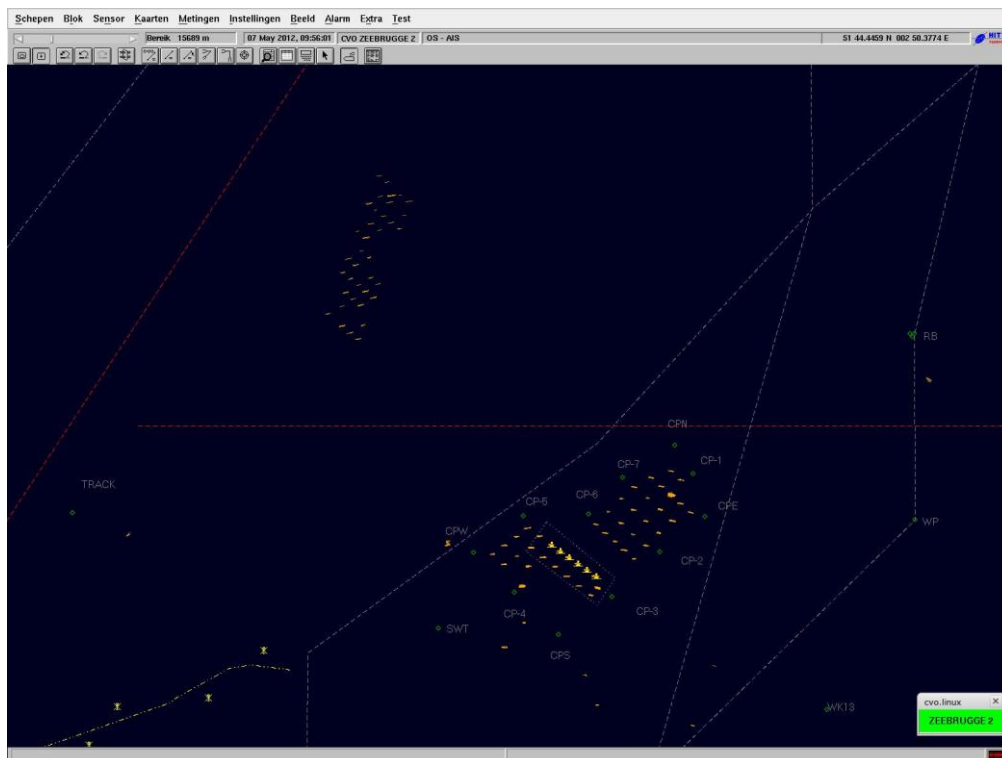 Schepen Blok Sensor Kaarten Metingen Instellingen Beeld Alarm Extra Test
Bereik 15689 m 07 May 2012, 09:56:01 CVO ZEEBRUGGE 2 OS - AIS 51 44.4459 N 002 50.3774 E HITT
RB
CPN
CP-7
CP-1
TRACK
CP-5
CP-6
CPE
WP
CPW
CP-2
CP-4
CP-3
SWT
CPS
WK13
cvo.linux
ZEEBRUGGE 2